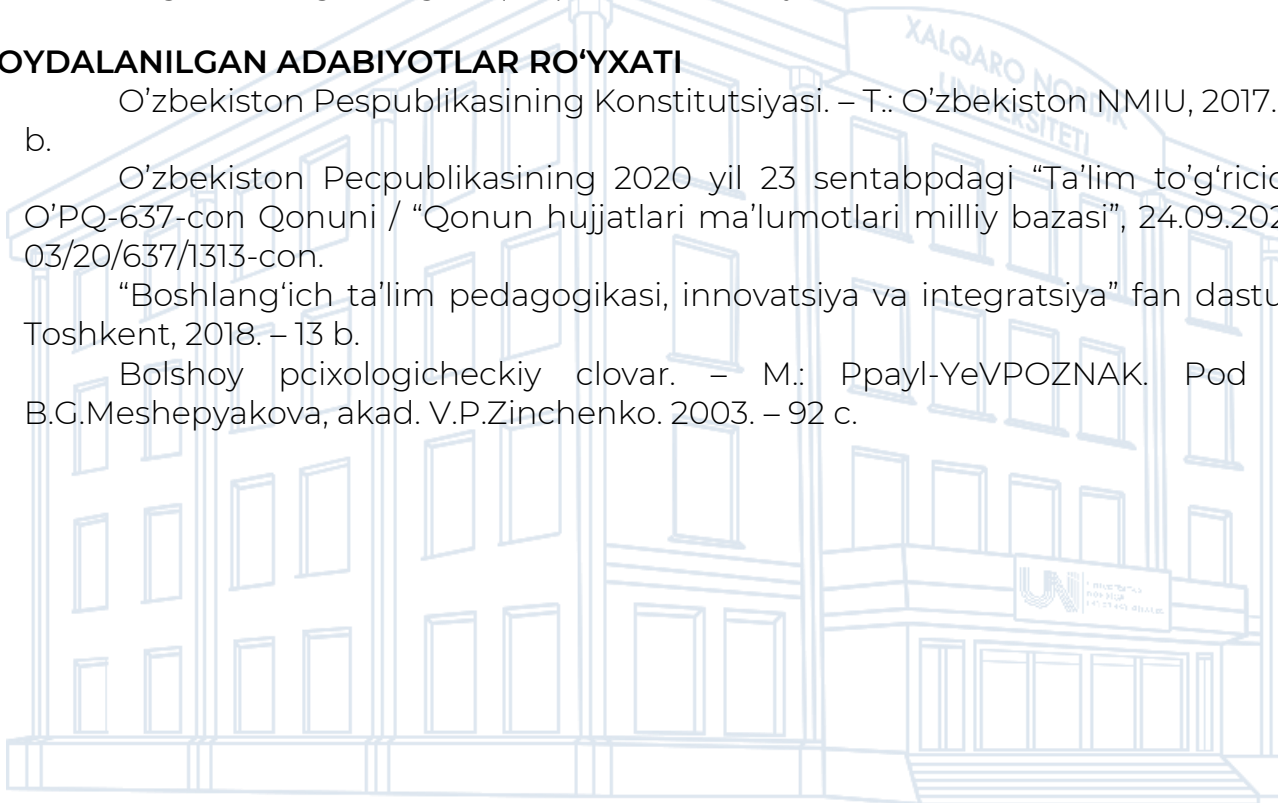 OYDALANILGAN ADABIYOTLAR RO‘YXATI
XALQARO NORDIK
UNIVERSITETI
O’zbekiston Pespublikasining Konstitutsiyasi. – T.: O’zbekiston NMIU, 2017.
b.
O’zbekiston Pecpublikasining 2020 yil 23 sentabpdagi “Ta’lim to’g‘ricid
O’PQ-637-con Qonuni / “Qonun hujjatlari ma’lumotlari milliy bazasi”, 24.09.202
03/20/637/1313-con.
“Boshlang‘ich ta’lim pedagogikasi, innovatsiya va integratsiya” fan dastu
Toshkent, 2018. – 13 b.
Bolshoy pcixologicheckiy clovar. – M.: Ppayl-YeVPOZNAK. Pod
B.G.Meshepyakova, akad. V.P.Zinchenko. 2003. – 92 c.
UNI